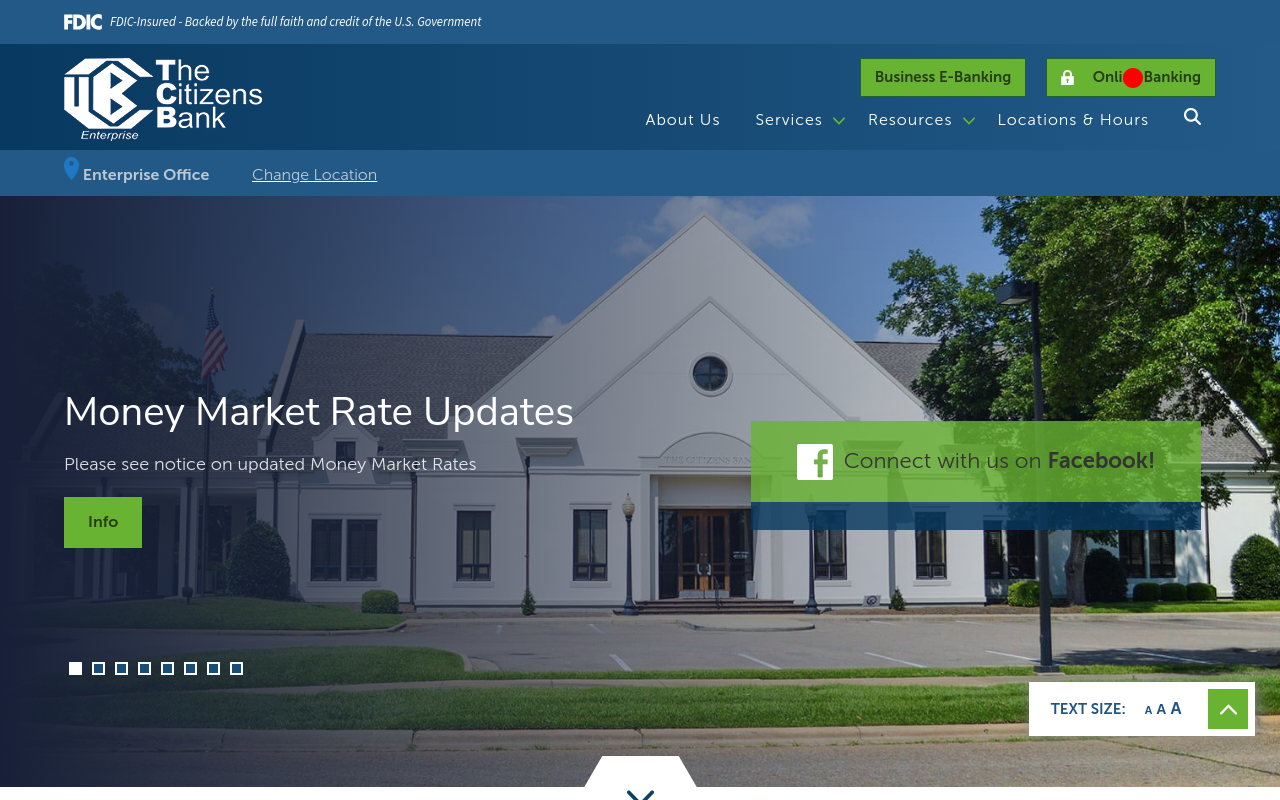 FDIC FDIC-Insured - Backed by the full faith and credit of the U.S. Government
The
Citizens
Bank
Enterprise
Business E-Banking
Banking
About Us Services Resources Locations & Hours
Enterprise Office Change Location
Money Market Rate Updates
Please see notice on updated Money Market Rates
Info
THE CITIZENS BANK
Connect with us on Facebook!
TEXT SIZE: A A A